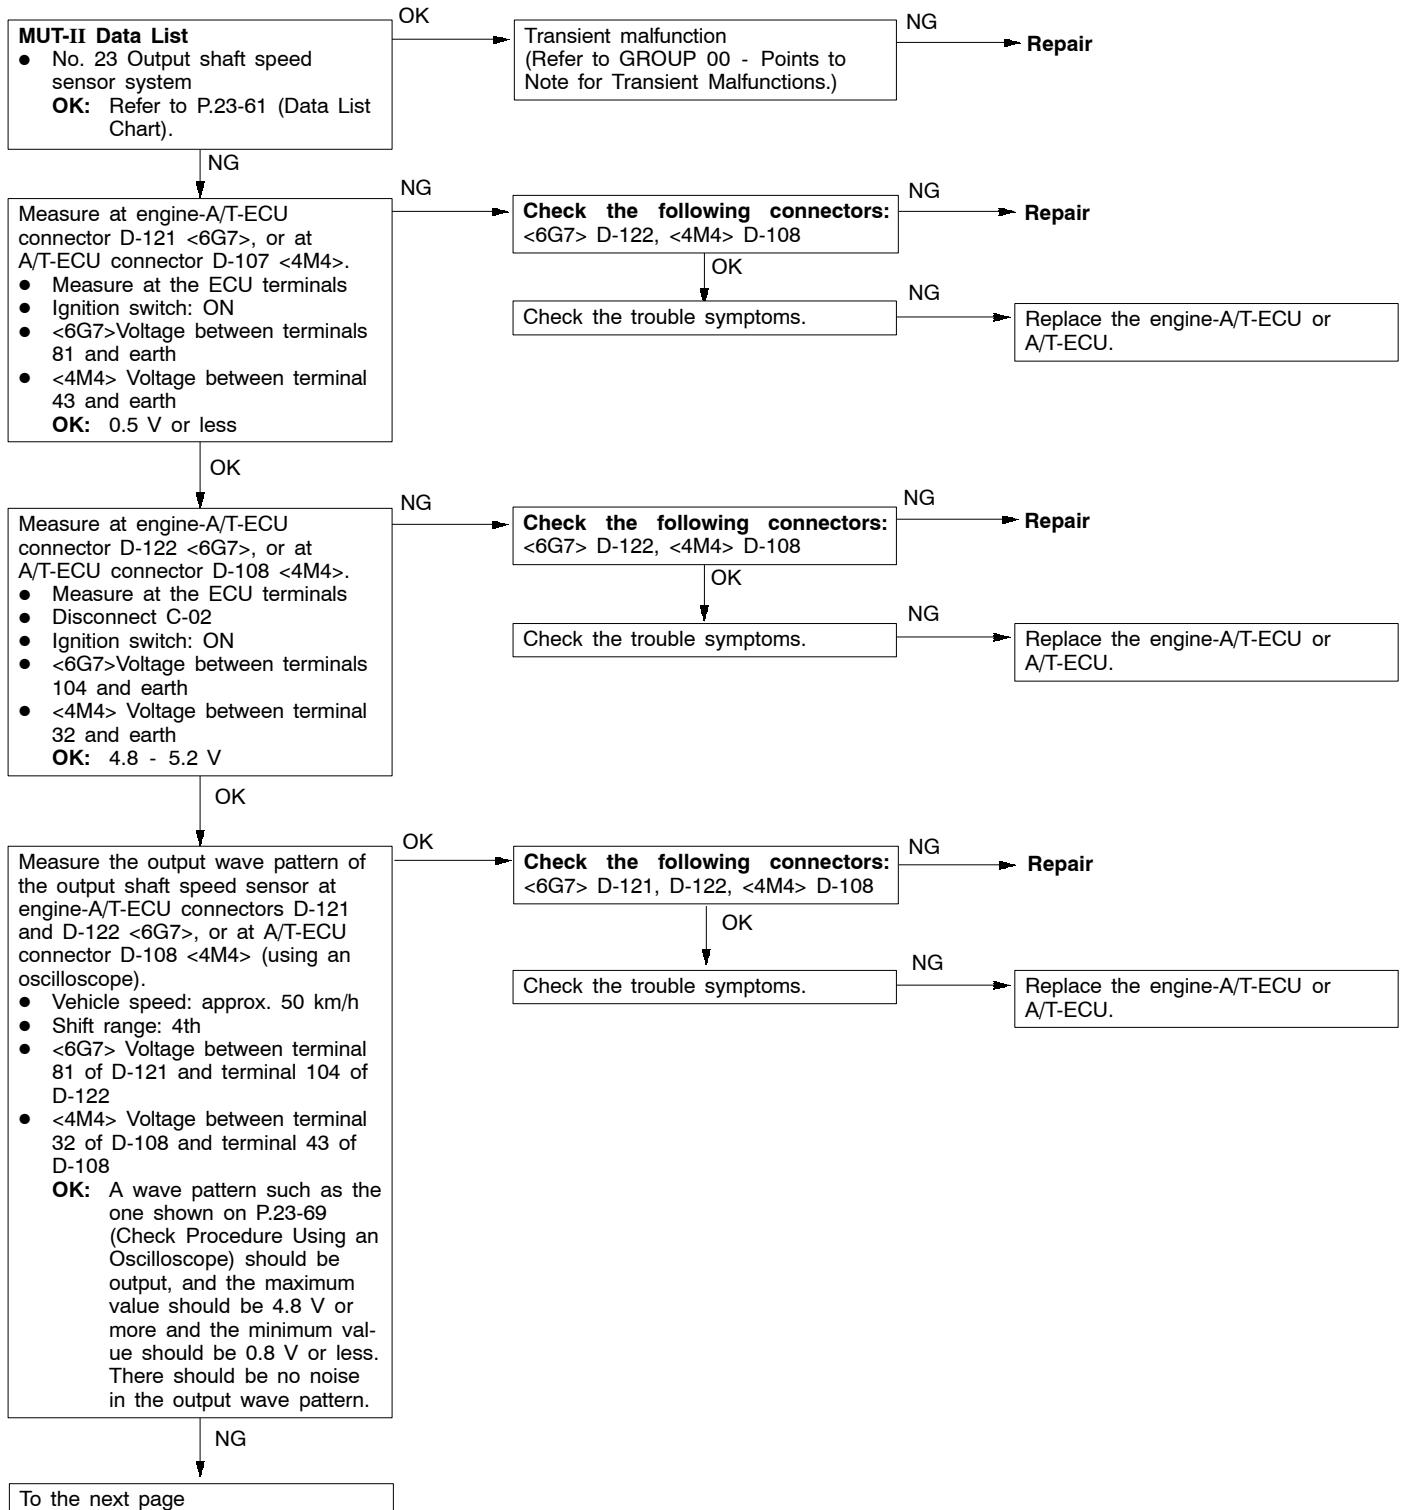 MUT-II Data List
● No. 23 Output shaft speed
sensor system
OK: Refer to P.23-61 (Data List
Chart).
OK
Transient malfunction
(Refer to GROUP 00 - Points to
Note for Transient Malfunctions.)
NG
Repair
NG
Measure at engine-A/T-ECU
connector D-121 <6G7>, or at
A/T-ECU connector D-107 <4M4>.
● Measure at the ECU terminals
● Ignition switch: ON
● <6G7>Voltage between terminals
81 and earth
● <4M4> Voltage between terminal
43 and earth
OK: 0.5 V or less
NG
Check the following connectors:
<6G7> D-122, <4M4> D-108
NG
Repair
OK
Check the trouble symptoms.
NG
Replace the engine-A/T-ECU or
A/T-ECU.
OK
Measure at engine-A/T-ECU
connector D-122 <6G7>, or at
A/T-ECU connector D-108 <4M4>.
● Measure at the ECU terminals
● Disconnect C-02
● Ignition switch: ON
● <6G7>Voltage between terminals
104 and earth
● <4M4> Voltage between terminal
32 and earth
OK: 4.8 - 5.2 V
NG
Check the following connectors:
<6G7> D-122, <4M4> D-108
NG
Repair
OK
Check the trouble symptoms.
NG
Replace the engine-A/T-ECU or
A/T-ECU.
OK
Measure the output wave pattern of
the output shaft speed sensor at
engine-A/T-ECU connectors D-121
and D-122 <6G7>, or at A/T-ECU
connector D-108 <4M4> (using an
oscilloscope).
● Vehicle speed: approx. 50 km/h
● Shift range: 4th
● <6G7> Voltage between terminal
81 of D-121 and terminal 104 of
D-122
● <4M4> Voltage between terminal
32 of D-108 and terminal 43 of
D-108
OK: A wave pattern such as the
one shown on P.23-69
(Check Procedure Using an
Oscilloscope) should be
output, and the maximum
value should be 4.8 V or
more and the minimum val-
ue should be 0.8 V or less.
There should be no noise
in the output wave pattern.
OK
Check the following connectors:
<6G7> D-121, D-122, <4M4> D-108
NG
Repair
OK
Check the trouble symptoms.
NG
Replace the engine-A/T-ECU or
A/T-ECU.
NG
To the next page